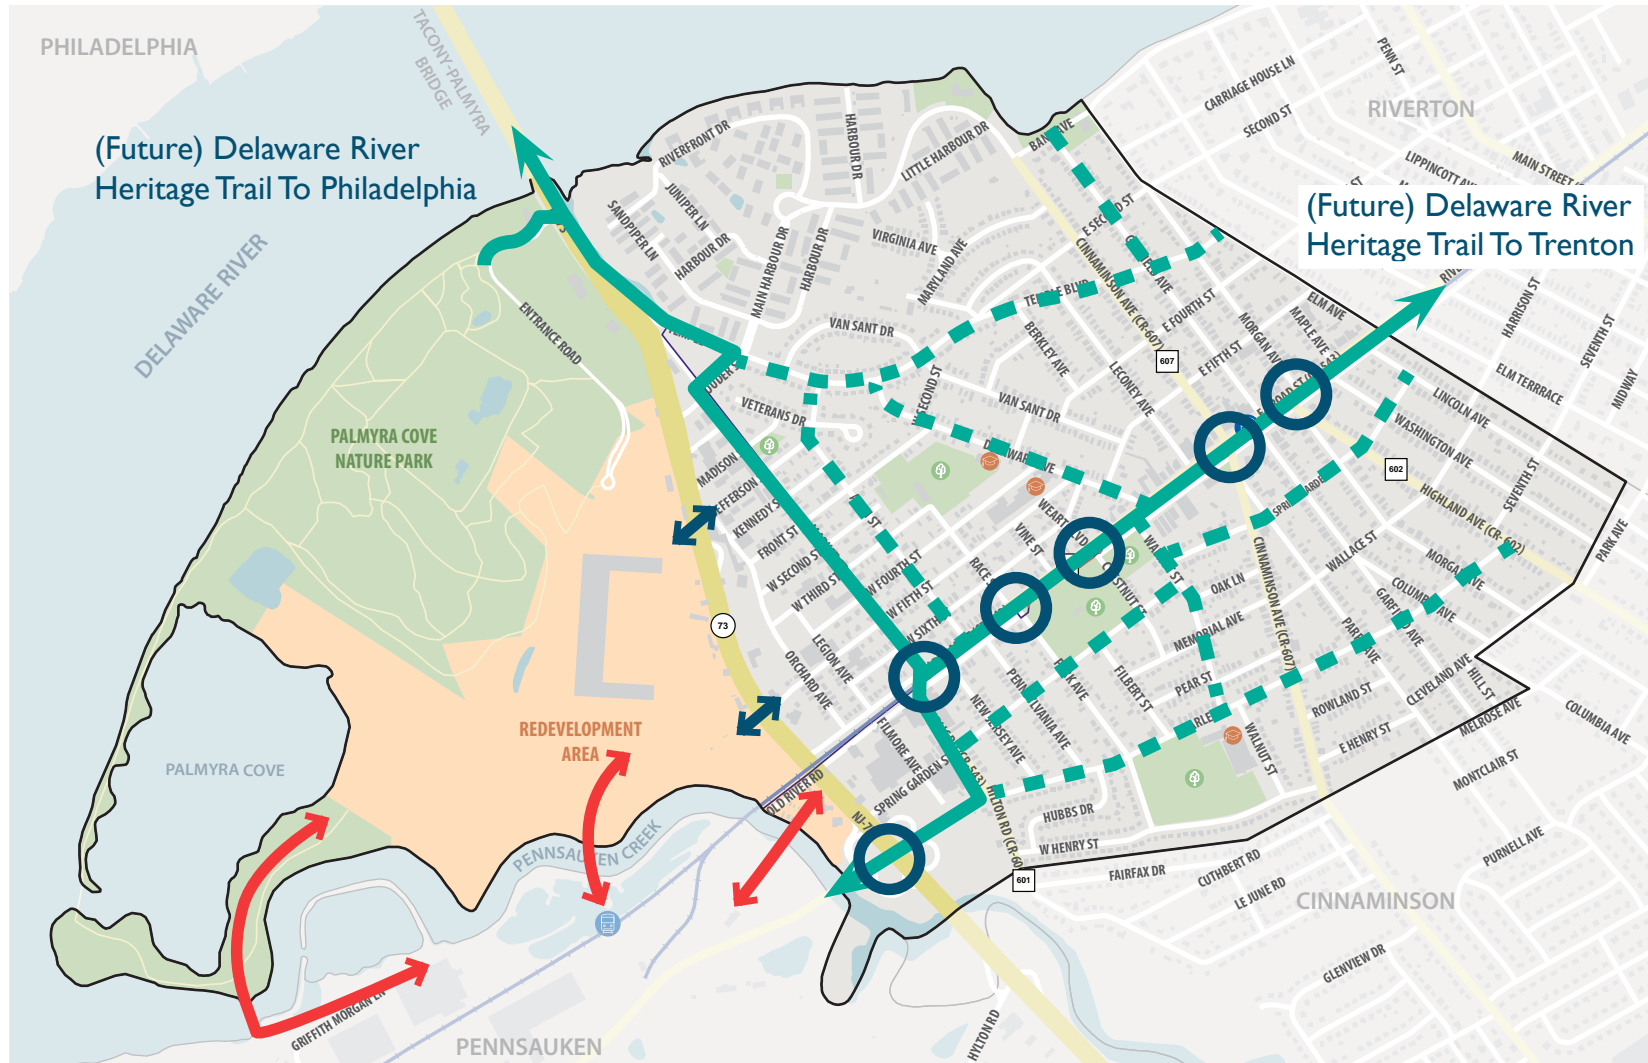 PHILADELPHIA
TACONY-PALMYRA
BRIDGE
(Future) Delaware River
Heritage Trail To Philadelphia
DELAWARE RIVER
PENN ST
CARRIAGE HOUSE LN
SECOND ST
RIVERTON
MAIN STREET
(Future) Delaware River
Heritage Trail To Trenton
HARRISON ST
SEVENTH ST
ELM TERRRACE
MIDWAY
RIVERFRONT DR
HARBOUR DR
LITTLE HARBOUR DR
JUNIPER LN
SANDPIPER LN
HARBOUR DR
MAIN HARBOUR DR
HARBOUR DR
VIRGINIA AVE
MARYLAND AVE
E SECOND ST
CINNAMINSON AVE (CR-607)
E FOURTH ST
E FIFTH ST
MORGAN AVE
MAPLE AVE
ELM AVE
607
VAN SANT DR
BERKLEY AVE
LECONEY AVE
VAN SANT DR
W SECOND ST
VETERANS DR
ENTRANCE ROAD
PALMYRA COVE
NATURE PARK
MADISON
KENNEDY S
FRONT ST
W SECOND ST
W THIRD ST
W FOURTH ST
W FIFTH ST
W SIXTH
VINE ST
LINCOLN AVE
WASHINGTON AVE
602
HIGHLAND AVE (CR-602)
SEVENTH ST
PARK AVE
OAK LN
MEMORIAL AVE
WALLACE ST
CINNAMINSON AVE (CR-607)
CHESTNUT ST
FILBERT ST
PEAR ST
ROWLAND ST
E HENRY ST
CLEVELAND AVE
HILL ST
MELROSE AVE
COLUMBIA AVE
MONTCLAIR ST
WALNUT ST
PENNSYLVANIA AVE
NEW JERSEY AVE
LEGION AVE
ORCHARD AVE
FILMORE AVE
73
REDEVELOPMENT
AREA
PALMYRA COVE
OLD RIVER RD
PENNSAUKEN CREEK
HUBBS DR
W HENRY ST
601
FAIRFAX DR
CUTHBERT RD
LE JUNE RD
PURNELL AVE
CINNAMINSON
GLENVIEW DR
HYLTON RD
GRIFFITH MORGAN LN
PENNSAUKEN